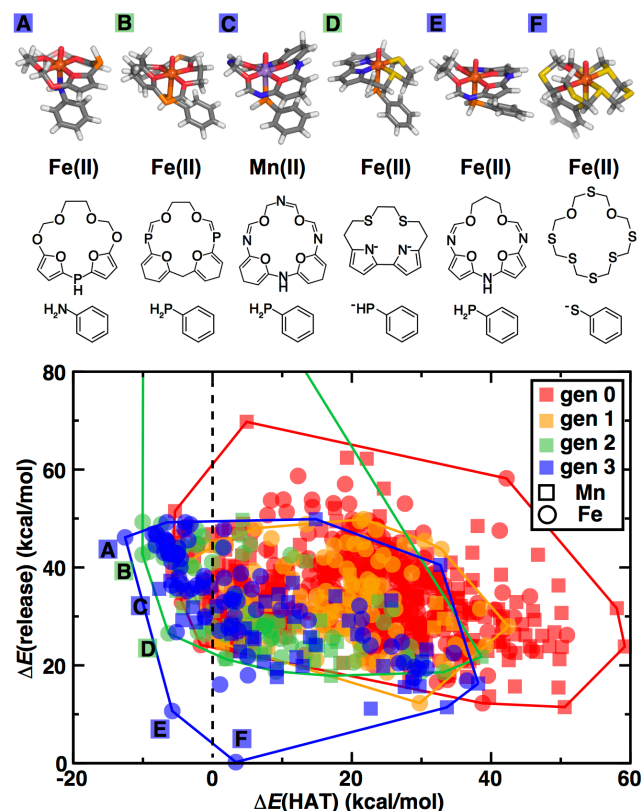 A B C D E F
Fe(II) Fe(II) Mn(II) Fe(II) Fe(II) Fe(II)
O O O O O O P H
O O P P O O
N O O N N O O N H
S S N⁻ N⁻
O O N N O O N H
S O O S S S S
H₂N H₂P H₂P ⁻HP H₂P ⁻S
80
60
40
20
0
ΔE(release) (kcal/mol)
gen 0
gen 1
gen 2
gen 3
Mn
Fe
A
B
C
D
E
F
-20 0 20 40 60
ΔE(HAT) (kcal/mol)